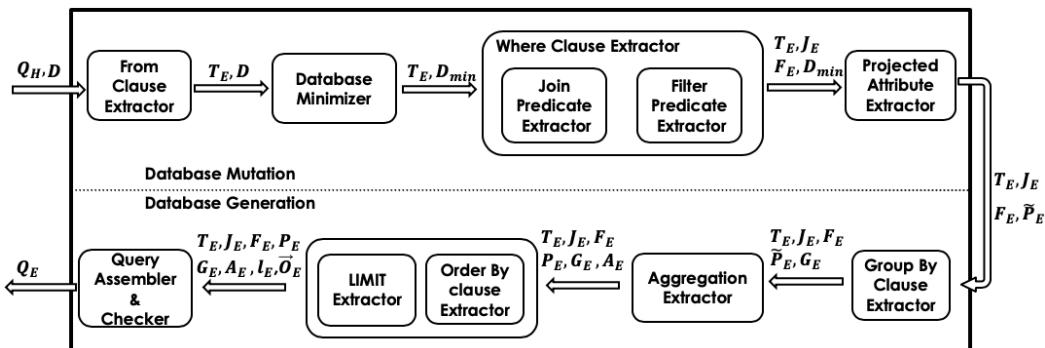 Q_H, D
From
Clause
Extractor
T_E, D
Database
Minimizer
T_E, D_min
Where Clause Extractor
Join
Predicate
Extractor
Filter
Predicate
Extractor
T_E, J_E
F_E, D_min
Projected
Attribute
Extractor
Database Mutation
Database Generation
T_E, J_E
F_E, P̃_E
Group By
Clause
Extractor
T_E, J_E, F_E
P̃_E, G_E
Aggregation
Extractor
T_E, J_E, F_E
P_E, G_E, A_E
Order By
clause
Extractor
LIMIT
Extractor
T_E, J_E, F_E, P_E
G_E, A_E, l_E, O⃗_E
Query
Assembler
&
Checker
Q_E